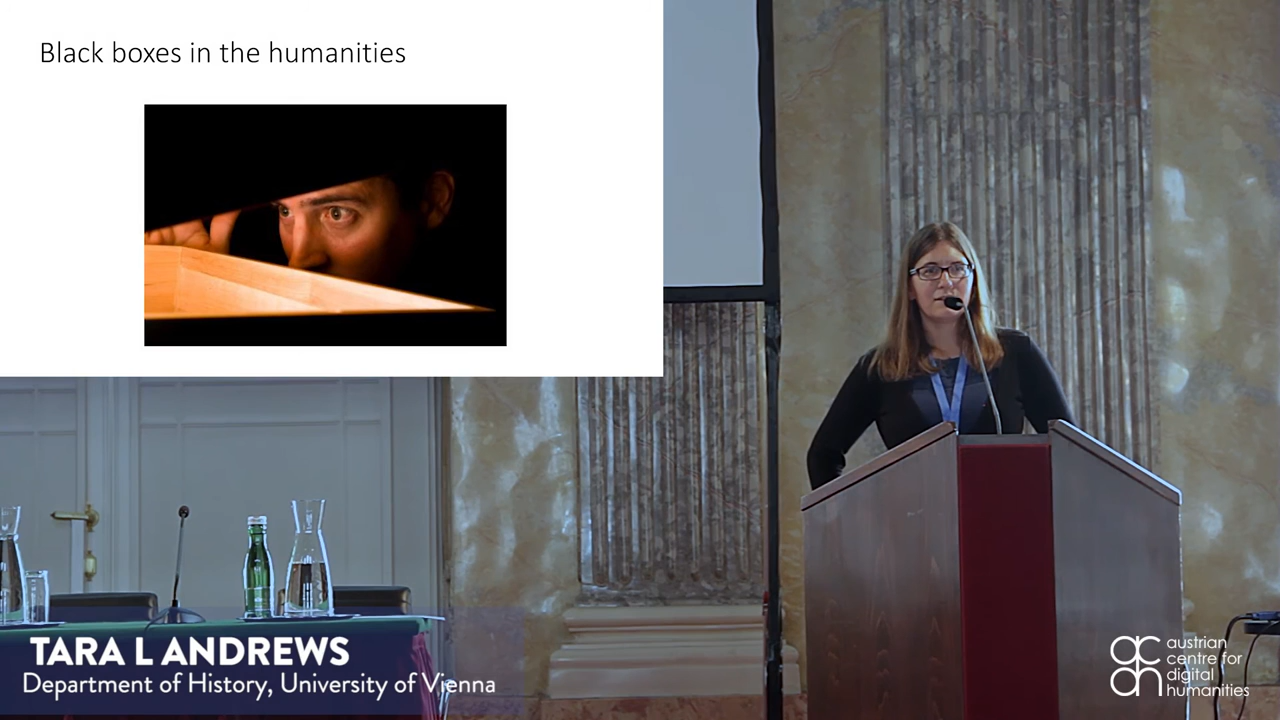 Black boxes in the humanities
TARA L ANDREWS
Department of History, University of Vienna
austrian
centre for
digital
humanities